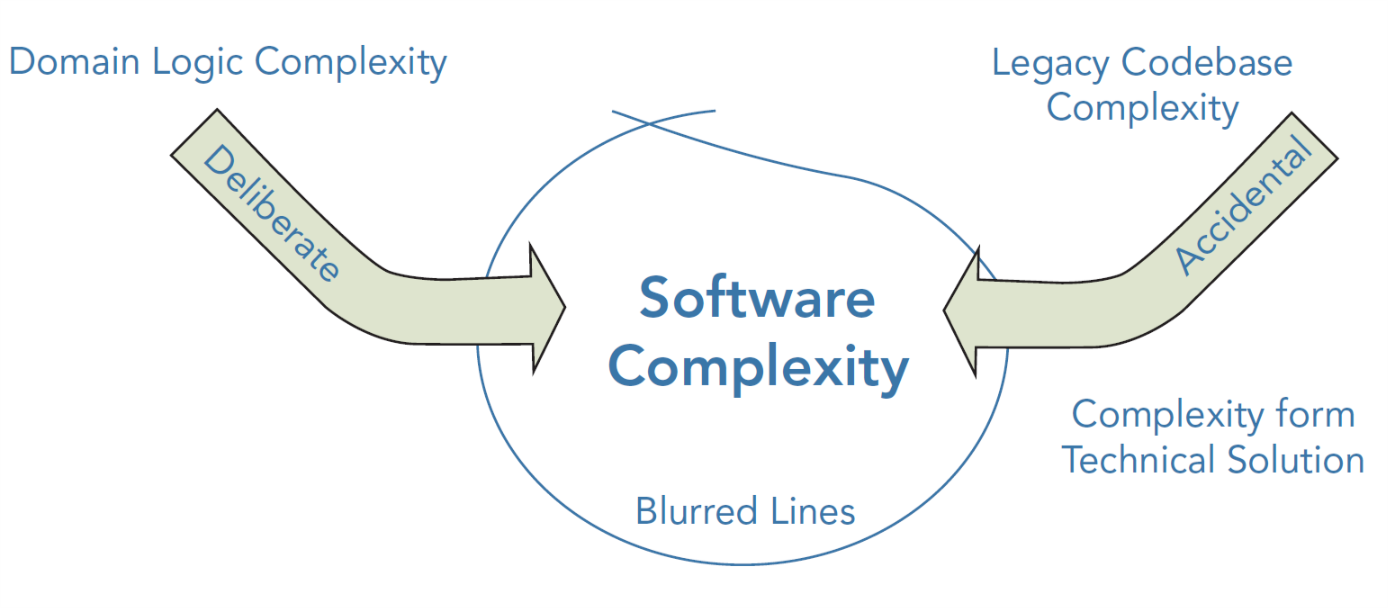 Domain Logic Complexity
Legacy Codebase
Complexity
Deliberate
Accidental
Software
Complexity
Complexity form
Technical Solution
Blurred Lines